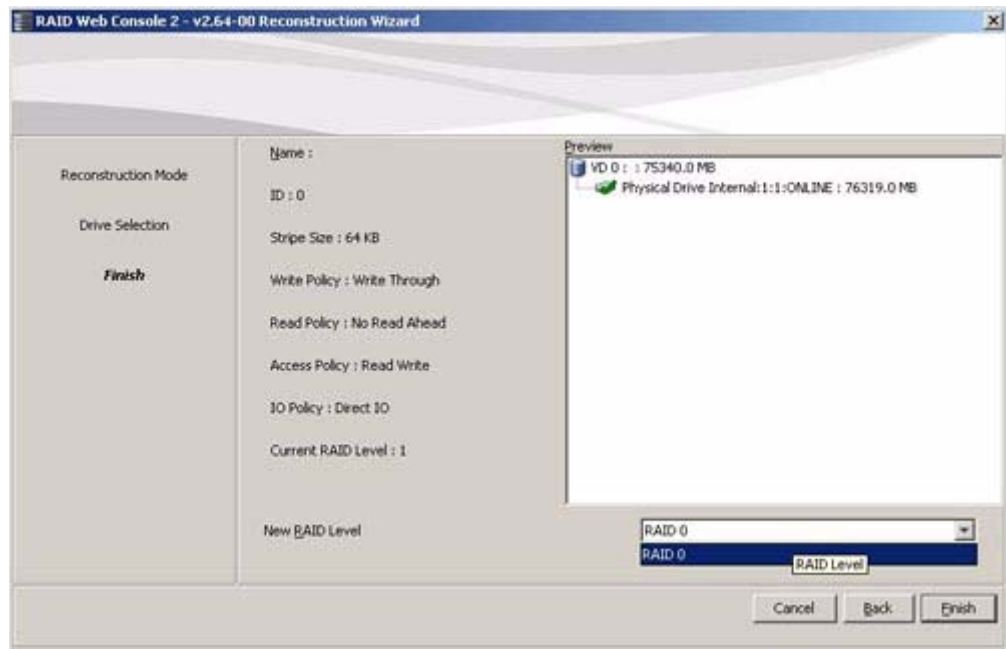 RAID Web Console 2 - v2.64-00 Reconstruction Wizard
Reconstruction Mode
Drive Selection
Finish
Name :
ID : 0
Stripe Size : 64 KB
Write Policy : Write Through
Read Policy : No Read Ahead
Access Policy : Read Write
IO Policy : Direct IO
Current RAID Level : 1
New RAID Level
Preview
VD 0 : : 75340.0 MB
Physical Drive Internal:1:1:ONLINE : 76319.0 MB
RAID 0
RAID 0
RAID Level
Cancel
Back
Finish